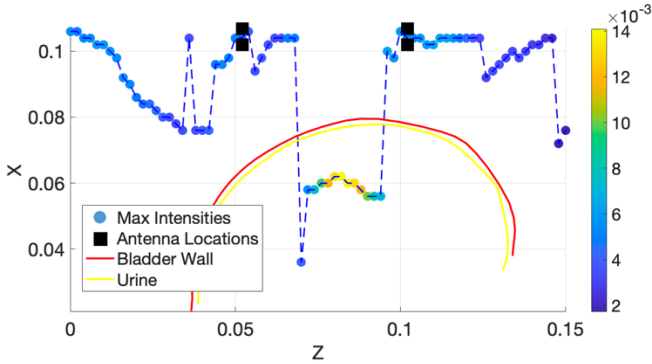 ×10⁻³
0.1
0.08
0.06
0.04
X
Max Intensities
Antenna Locations
Bladder Wall
Urine
0
0.05
0.1
0.15
Z
14
12
10
8
6
4
2